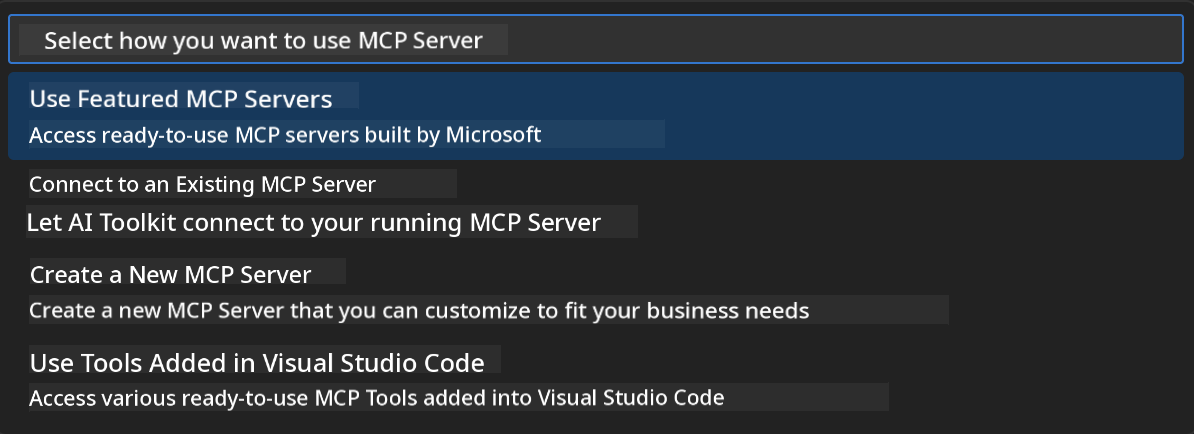 Select how you want to use MCP Server
Use Featured MCP Servers
Access ready-to-use MCP servers built by Microsoft
Connect to an Existing MCP Server
Let AI Toolkit connect to your running MCP Server
Create a New MCP Server
Create a new MCP Server that you can customize to fit your business needs
Use Tools Added in Visual Studio Code
Access various ready-to-use MCP Tools added into Visual Studio Code